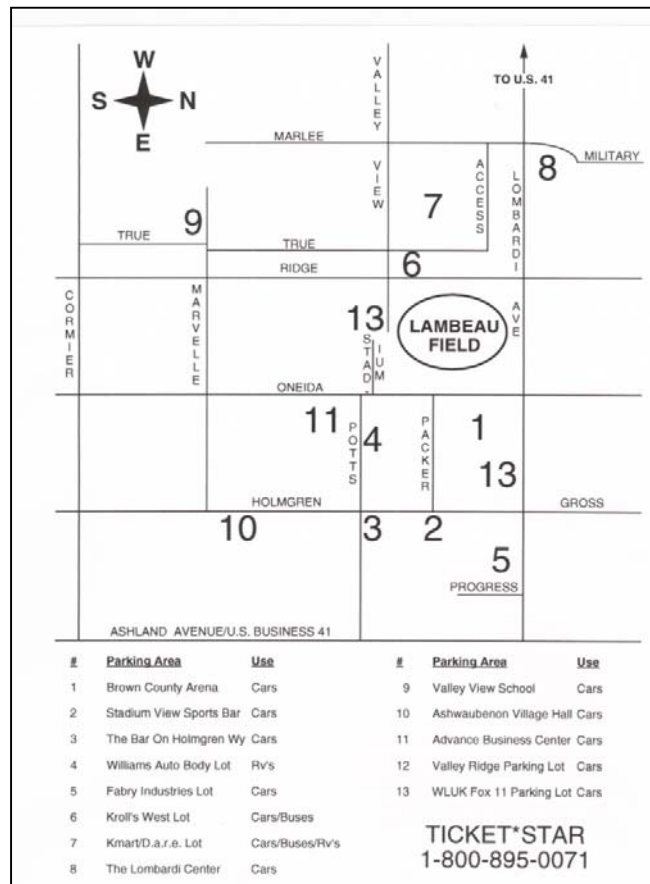 W
S N
E
VALLEY VIEW
TO U.S. 41
MARLEE
MILITARY
8
ACCESS
LOMBARDI AVE
7
9
TRUE
TRUE
6
RIDGE
CORMIER
MARVELLE
13
STADIUM
LAMBEAU
FIELD
ONEIDA
11
POTTS
4
PACKER
1
13
HOLMGREN
GROSS
10
3
2
5
PROGRESS
ASHLAND AVENUE/U.S. BUSINESS 41
# Parking Area Use
1 Brown County Arena Cars
2 Stadium View Sports Bar Cars
3 The Bar On Holmgren Wy Cars
4 Williams Auto Body Lot Rv's
5 Fabry Industries Lot Cars
6 Kroll's West Lot Cars/Buses
7 Kmart/D.a.r.e. Lot Cars/Buses/Rv's
8 The Lombardi Center Cars
# Parking Area Use
9 Valley View School Cars
10 Ashwaubenon Village Hall Cars
11 Advance Business Center Cars
12 Valley Ridge Parking Lot Cars
13 WLUK Fox 11 Parking Lot Cars
TICKET*STAR
1-800-895-0071